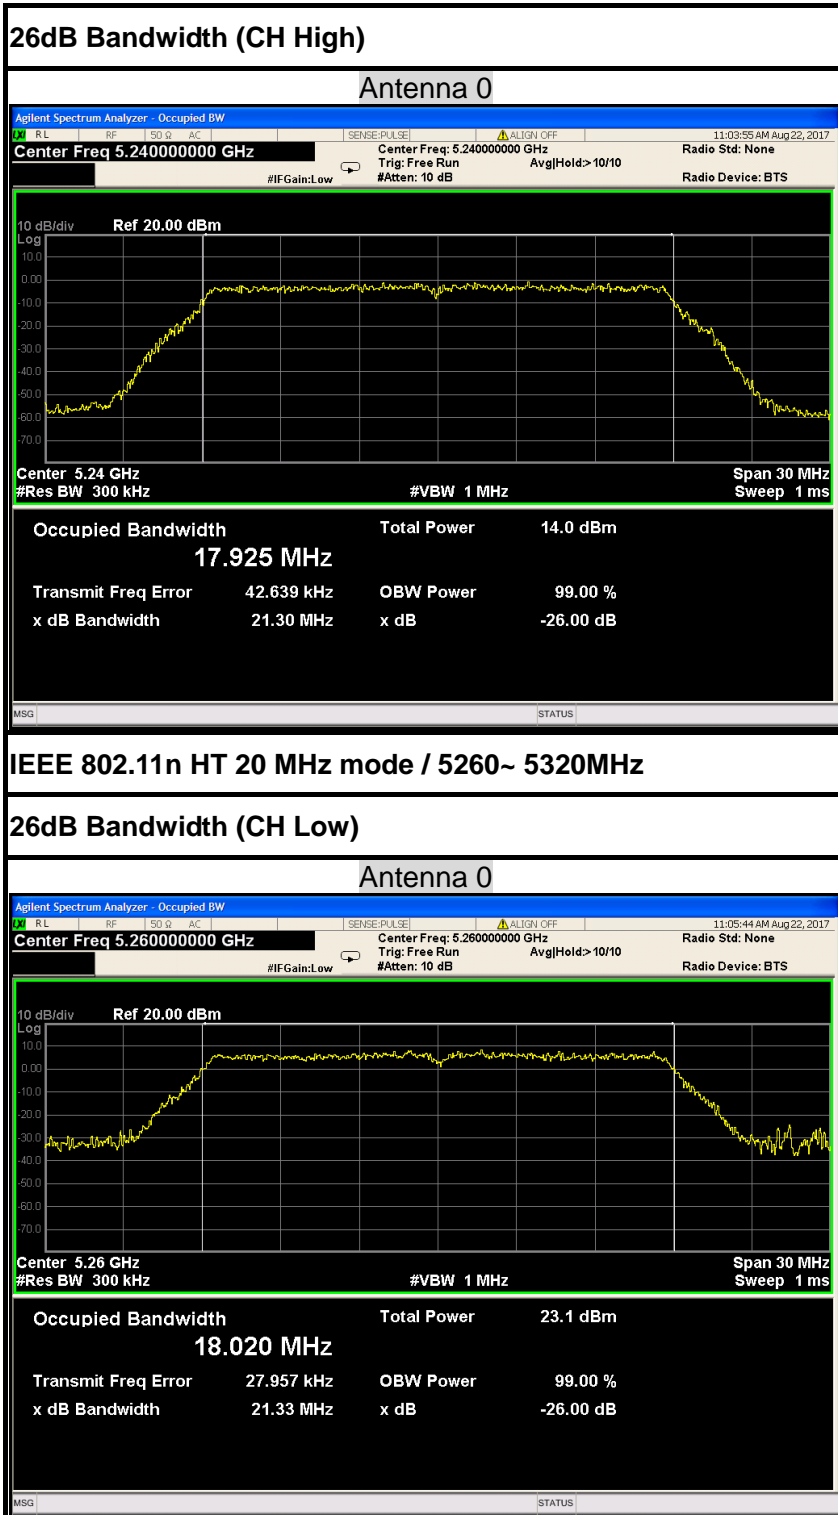 26dB Bandwidth (CH High)
Antenna 0
Agilent Spectrum Analyzer - Occupied BW
LXI RL RF 50 Ω AC SENSE:PULSE ALIGN OFF 11:03:55 AM Aug 22, 2017
Center Freq 5.240000000 GHz Center Freq: 5.240000000 GHz Radio Std: None
Trig: Free Run Avg|Hold:>10/10
#IFGain:Low #Atten: 10 dB Radio Device: BTS
10 dB/div Ref 20.00 dBm
Log
10.0
0.00
-10.0
-20.0
-30.0
-40.0
-50.0
-60.0
-70.0
Center 5.24 GHz Span 30 MHz
#Res BW 300 kHz #VBW 1 MHz Sweep 1 ms
Occupied Bandwidth Total Power 14.0 dBm
17.925 MHz
Transmit Freq Error 42.639 kHz OBW Power 99.00 %
x dB Bandwidth 21.30 MHz x dB -26.00 dB
MSG STATUS
IEEE 802.11n HT 20 MHz mode / 5260~ 5320MHz
26dB Bandwidth (CH Low)
Antenna 0
Agilent Spectrum Analyzer - Occupied BW
LXI RL RF 50 Ω AC SENSE:PULSE ALIGN OFF 11:05:44 AM Aug 22, 2017
Center Freq 5.260000000 GHz Center Freq: 5.260000000 GHz Radio Std: None
Trig: Free Run Avg|Hold:>10/10
#IFGain:Low #Atten: 10 dB Radio Device: BTS
10 dB/div Ref 20.00 dBm
Log
10.0
0.00
-10.0
-20.0
-30.0
-40.0
-50.0
-60.0
-70.0
Center 5.26 GHz Span 30 MHz
#Res BW 300 kHz #VBW 1 MHz Sweep 1 ms
Occupied Bandwidth Total Power 23.1 dBm
18.020 MHz
Transmit Freq Error 27.957 kHz OBW Power 99.00 %
x dB Bandwidth 21.33 MHz x dB -26.00 dB
MSG STATUS